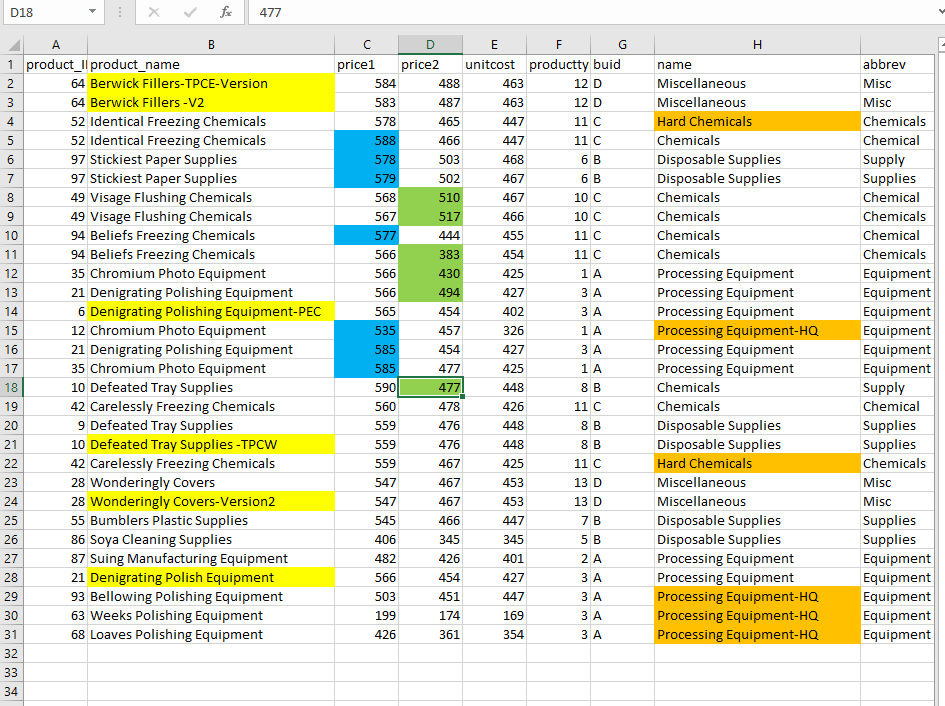 D18 fx 477
A B C D E F G H
1 product_I product_name price1 price2 unitcost productty buid name abbrev
2 64 Berwick Fillers-TPCE-Version 584 488 463 12 D Miscellaneous Misc
3 64 Berwick Fillers -V2 583 487 463 12 D Miscellaneous Misc
4 52 Identical Freezing Chemicals 578 465 447 11 C Hard Chemicals Chemicals
5 52 Identical Freezing Chemicals 588 466 447 11 C Chemicals Chemical
6 97 Stickiest Paper Supplies 578 503 468 6 B Disposable Supplies Supply
7 97 Stickiest Paper Supplies 579 502 467 6 B Disposable Supplies Supplies
8 49 Visage Flushing Chemicals 568 510 467 10 C Chemicals Chemical
9 49 Visage Flushing Chemicals 567 517 466 10 C Chemicals Chemicals
10 94 Beliefs Freezing Chemicals 577 444 455 11 C Chemicals Chemical
11 94 Beliefs Freezing Chemicals 566 383 454 11 C Chemicals Chemicals
12 35 Chromium Photo Equipment 566 430 425 1 A Processing Equipment Equipment
13 21 Denigrating Polishing Equipment 566 494 427 3 A Processing Equipment Equipment
14 6 Denigrating Polishing Equipment-PEC 565 454 402 3 A Processing Equipment Equipment
15 12 Chromium Photo Equipment 535 457 326 1 A Processing Equipment-HQ Equipment
16 21 Denigrating Polishing Equipment 585 454 427 3 A Processing Equipment Equipment
17 35 Chromium Photo Equipment 585 477 425 1 A Processing Equipment Equipment
18 10 Defeated Tray Supplies 590 477 448 8 B Chemicals Supply
19 42 Carelessly Freezing Chemicals 560 478 426 11 C Chemicals Chemical
20 9 Defeated Tray Supplies 559 476 448 8 B Disposable Supplies Supplies
21 10 Defeated Tray Supplies -TPCW 559 476 448 8 B Disposable Supplies Supplies
22 42 Carelessly Freezing Chemicals 559 467 425 11 C Hard Chemicals Chemicals
23 28 Wonderingly Covers 547 467 453 13 D Miscellaneous Misc
24 28 Wonderingly Covers-Version2 547 467 453 13 D Miscellaneous Misc
25 55 Bumblers Plastic Supplies 545 466 447 7 B Disposable Supplies Supplies
26 86 Soya Cleaning Supplies 406 345 345 5 B Disposable Supplies Supplies
27 87 Suing Manufacturing Equipment 482 426 401 2 A Processing Equipment Equipment
28 21 Denigrating Polish Equipment 566 454 427 3 A Processing Equipment Equipment
29 93 Bellowing Polishing Equipment 503 451 447 3 A Processing Equipment-HQ Equipment
30 63 Weeks Polishing Equipment 199 174 169 3 A Processing Equipment-HQ Equipment
31 68 Loaves Polishing Equipment 426 361 354 3 A Processing Equipment-HQ Equipment
32
33
34